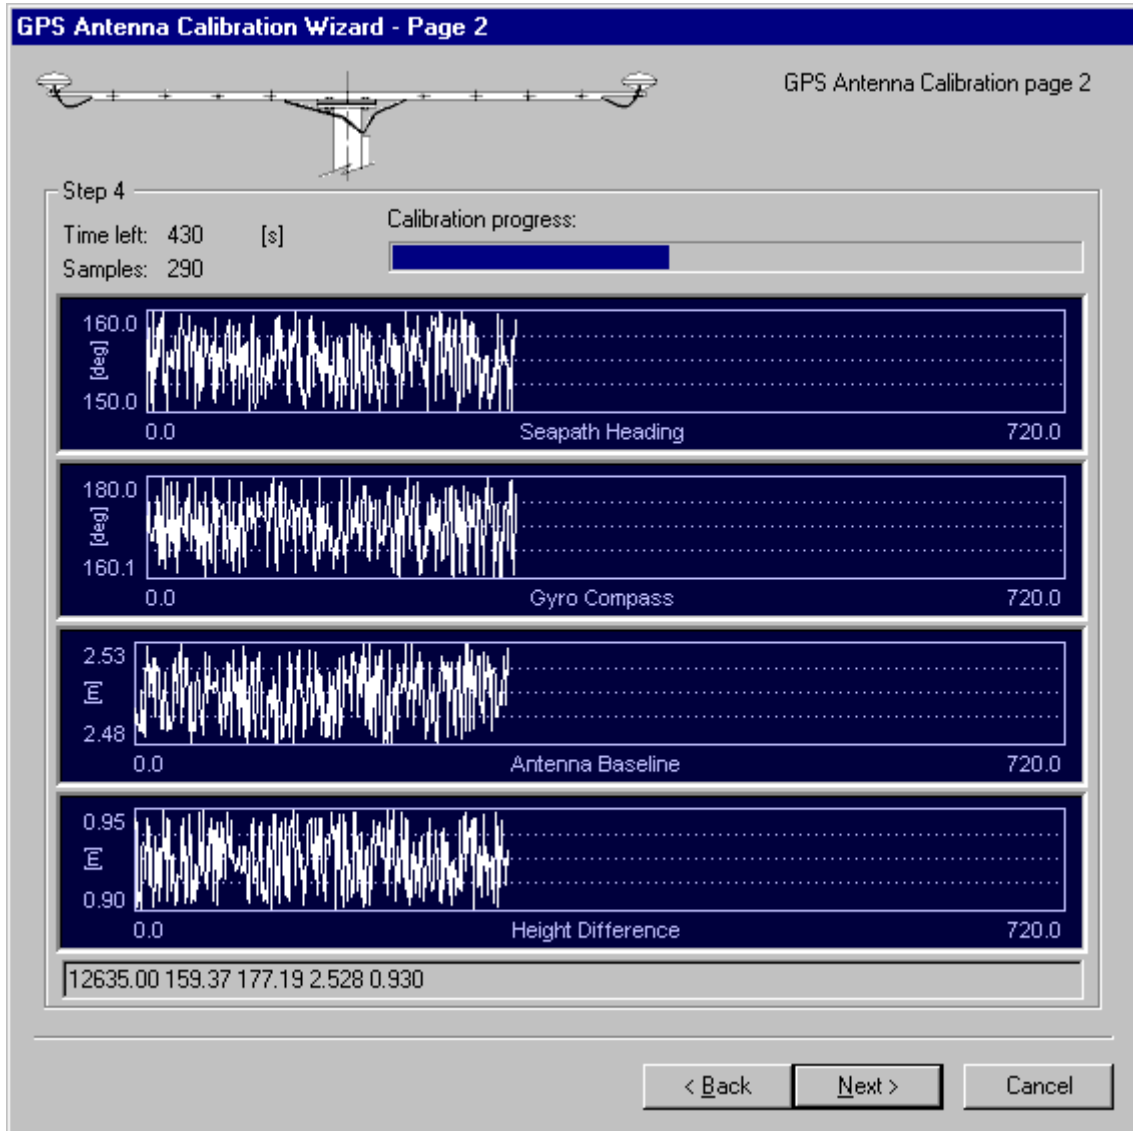 GPS Antenna Calibration Wizard - Page 2
GPS Antenna Calibration page 2
Step 4
Time left: 430 [s]
Calibration progress:
Samples: 290
160.0
[deg]
150.0
0.0 Seapath Heading 720.0
180.0
[deg]
160.1
0.0 Gyro Compass 720.0
2.53
[m]
2.48
0.0 Antenna Baseline 720.0
0.95
[m]
0.90
0.0 Height Difference 720.0
12635.00 159.37 177.19 2.528 0.930
< Back Next > Cancel